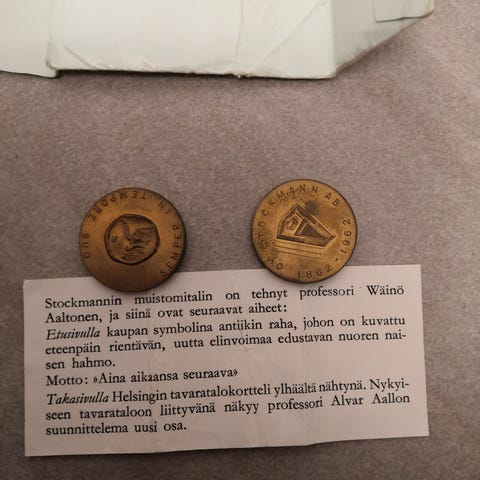 SEMPER IN TEMPORE SUO
OY STOCKMANN AB
1862-1962
Stockmannin muistomitalin on tehnyt professori Wäinö
Aaltonen, ja siinä ovat seuraavat aiheet:
Etusivulla kaupan symbolina antiikin raha, johon on kuvattu
eteenpäin rientävän, uutta elinvoimaa edustavan nuoren nai-
sen hahmo.
Motto: »Aina aikaansa seuraava»
Takasivulla Helsingin tavaratalokortteli ylhäältä nähtynä. Nykyi-
seen tavarataloon liittyvänä näkyy professori Alvar Aallon
suunnittelema uusi osa.